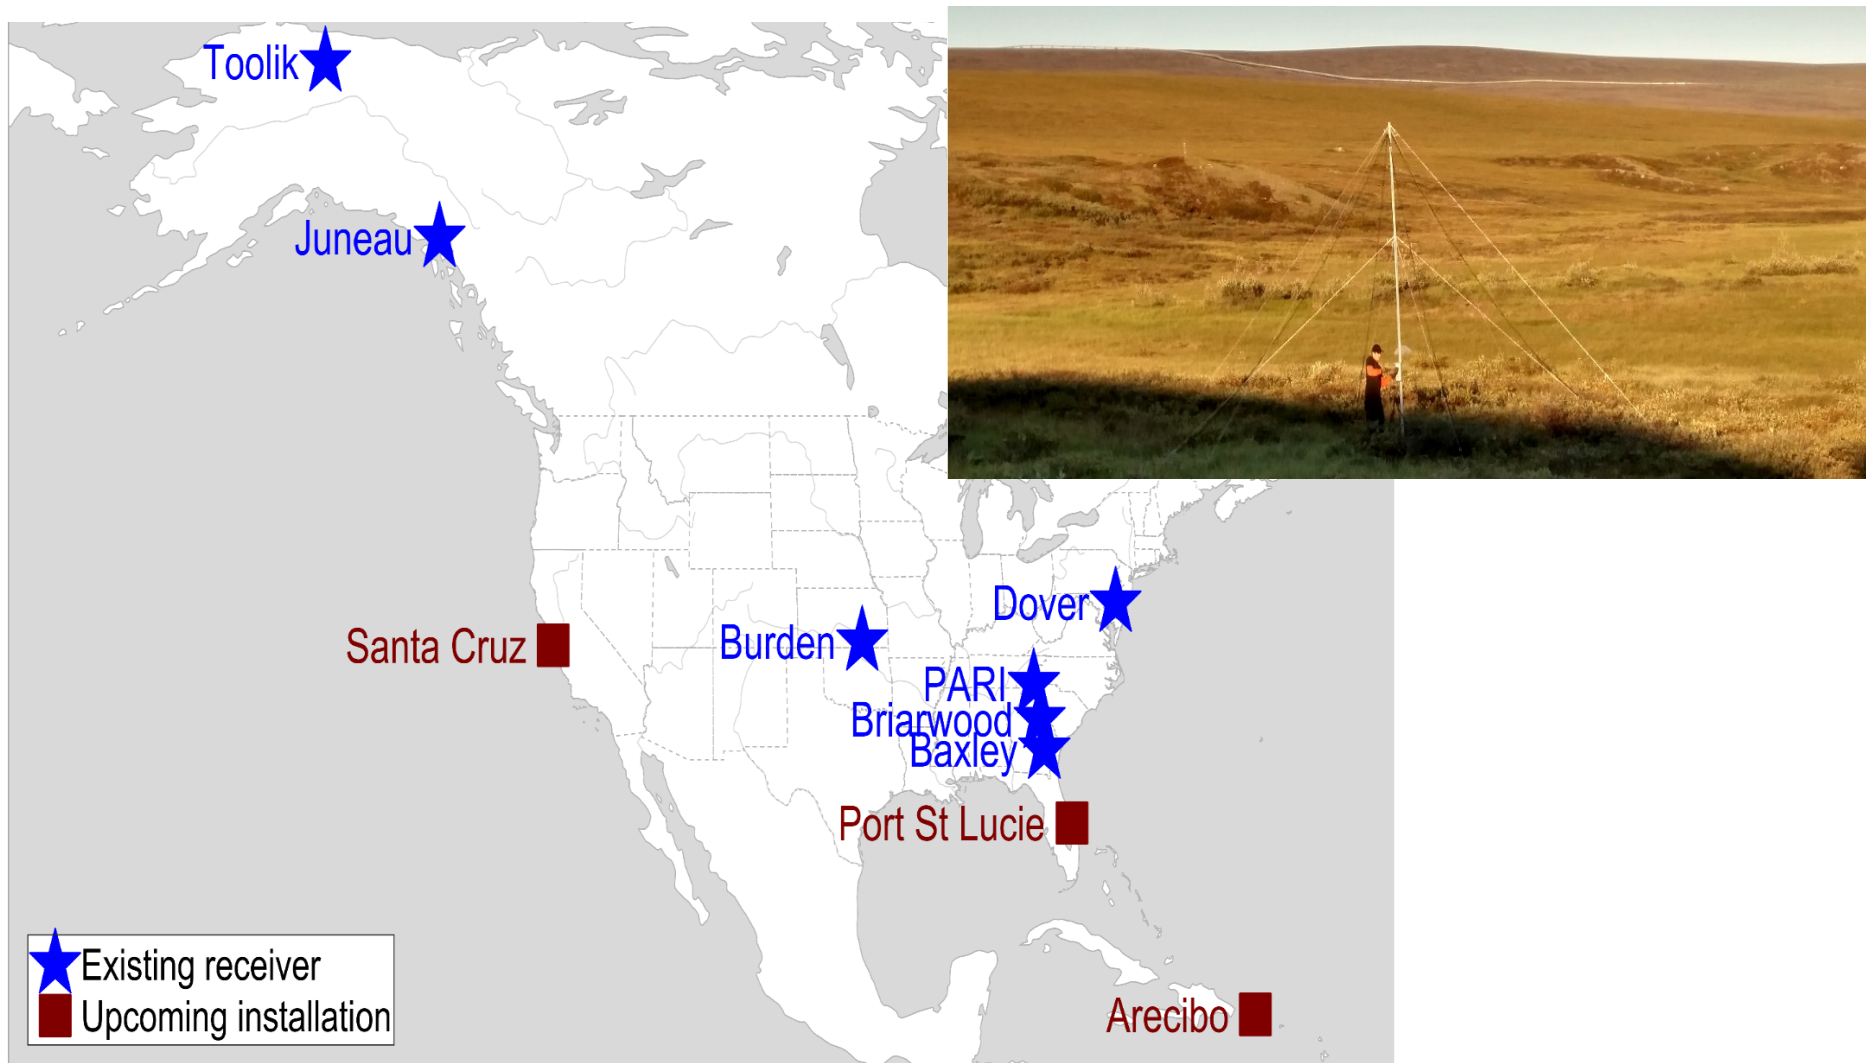 Toolik
Juneau
Dover
Santa Cruz
Burden
PARI
Briarwood
Baxley
Port St Lucie
Existing receiver
Upcoming installation
Arecibo